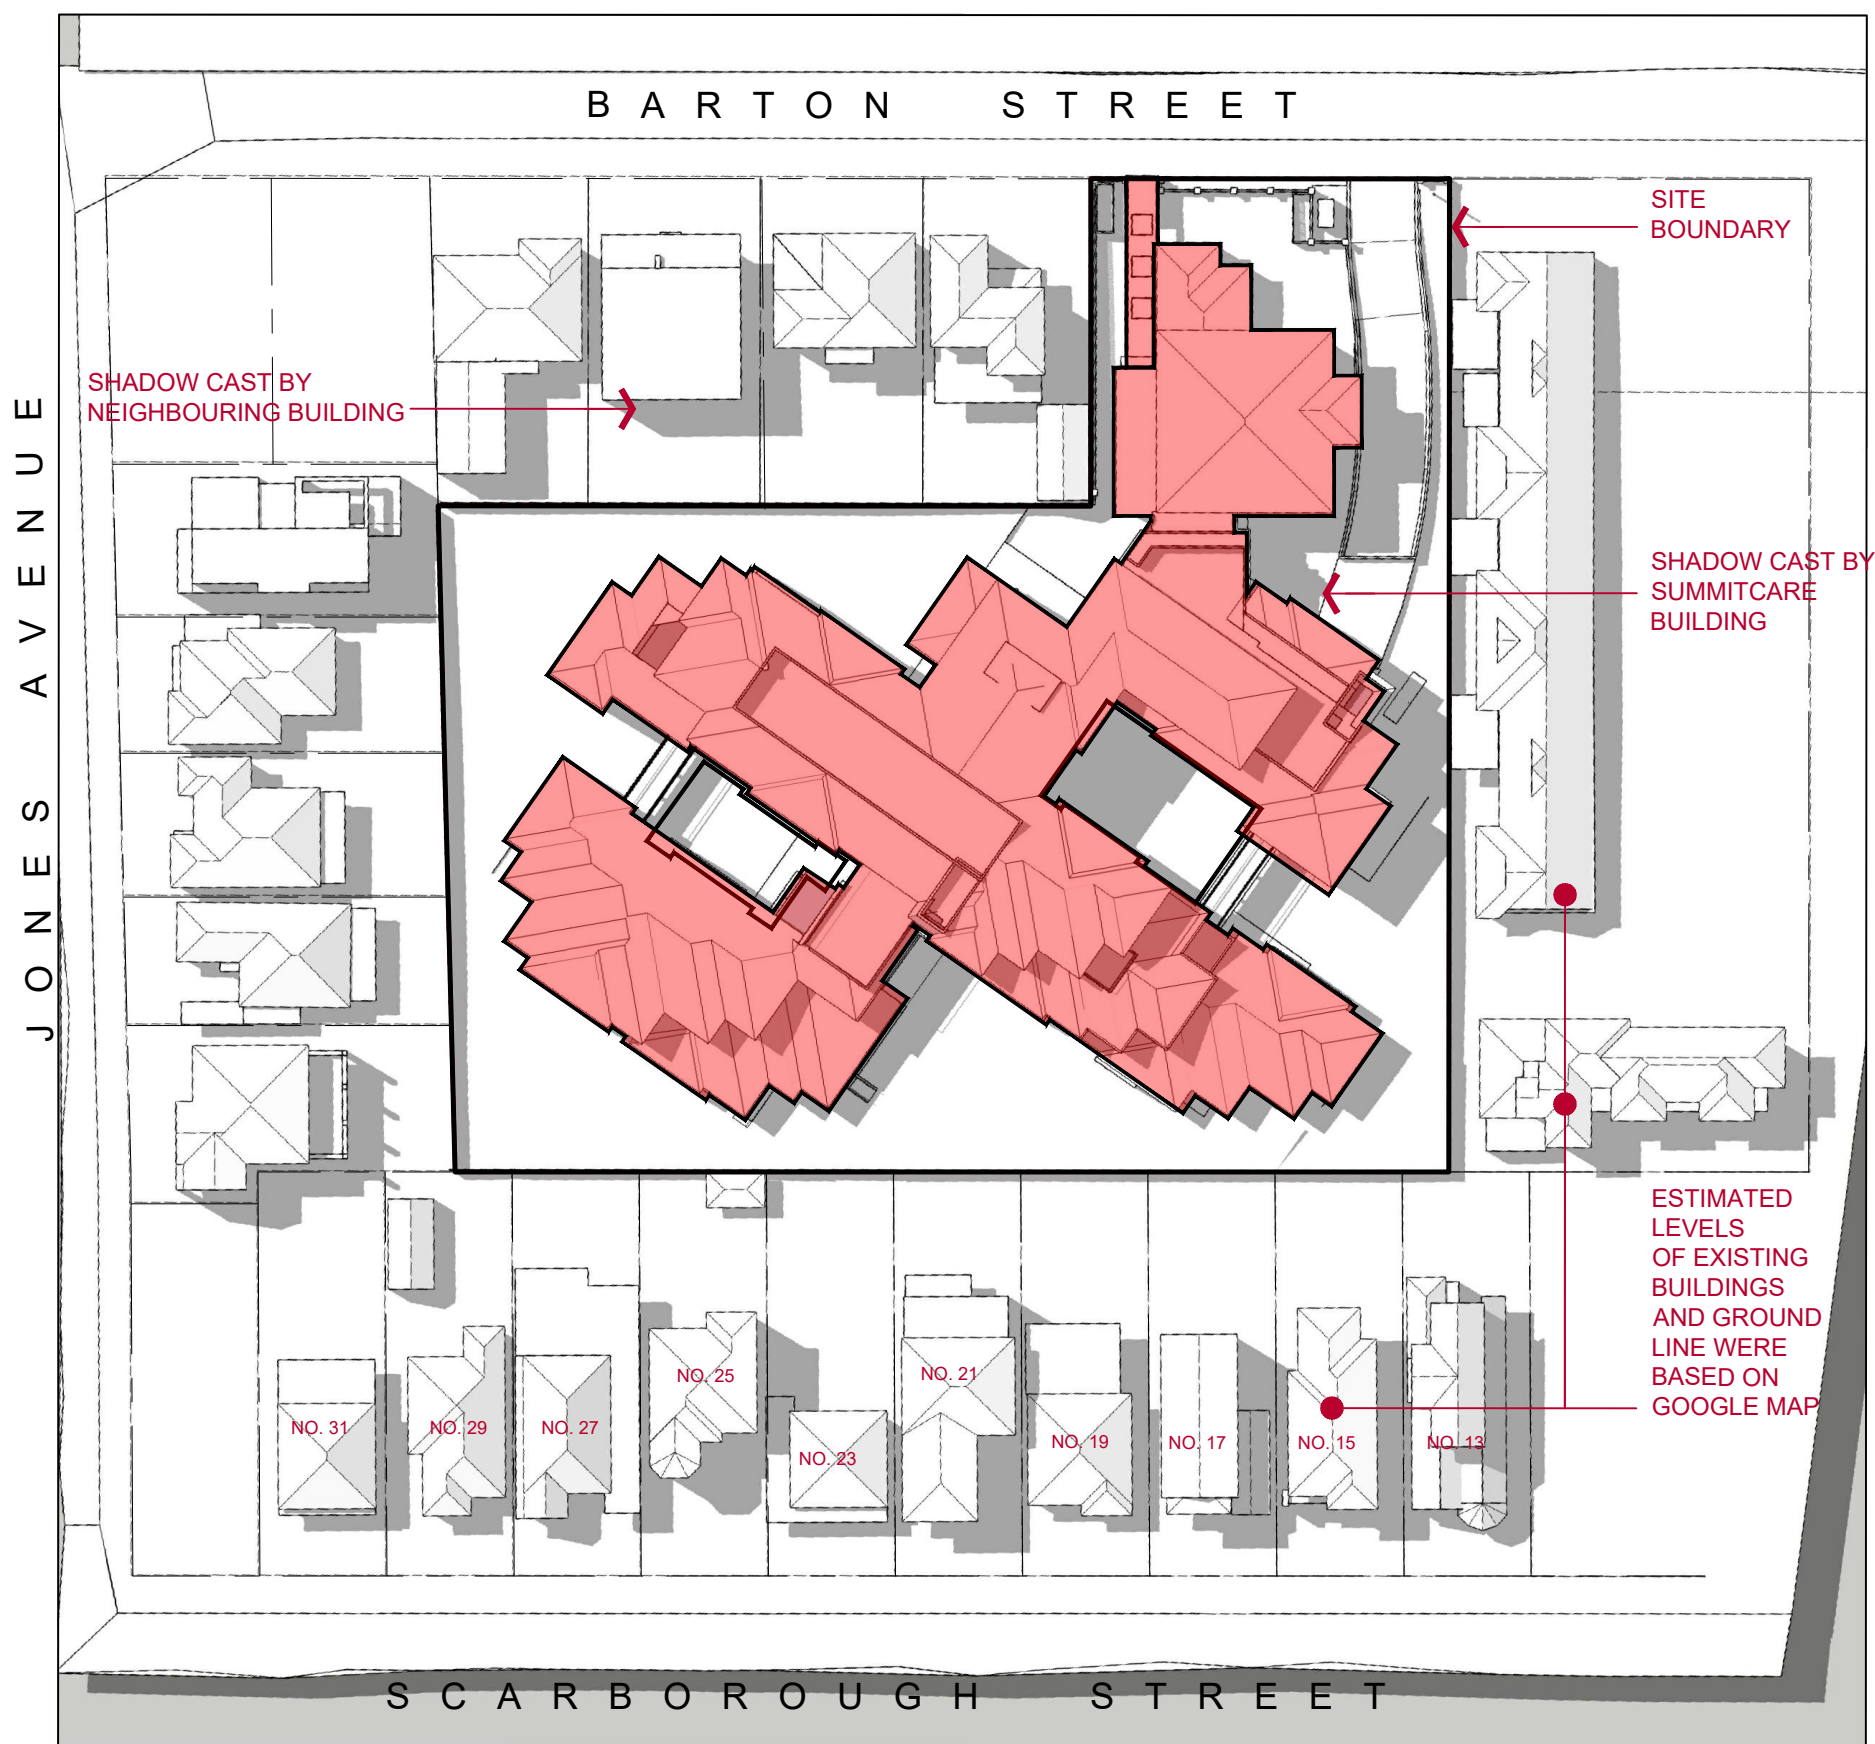 BARTON STREET
SITE
BOUNDARY
SHADOW CAST BY
NEIGHBOURING BUILDING
JONES AVENUE
SHADOW CAST BY
SUMMITCARE
BUILDING
ESTIMATED
LEVELS
OF EXISTING
BUILDINGS
AND GROUND
LINE WERE
BASED ON
GOOGLE MAP
NO. 31
NO. 29
NO. 27
NO. 25
NO. 23
NO. 21
NO. 19
NO. 17
NO. 15
NO. 13
SCARBOROUGH STREET